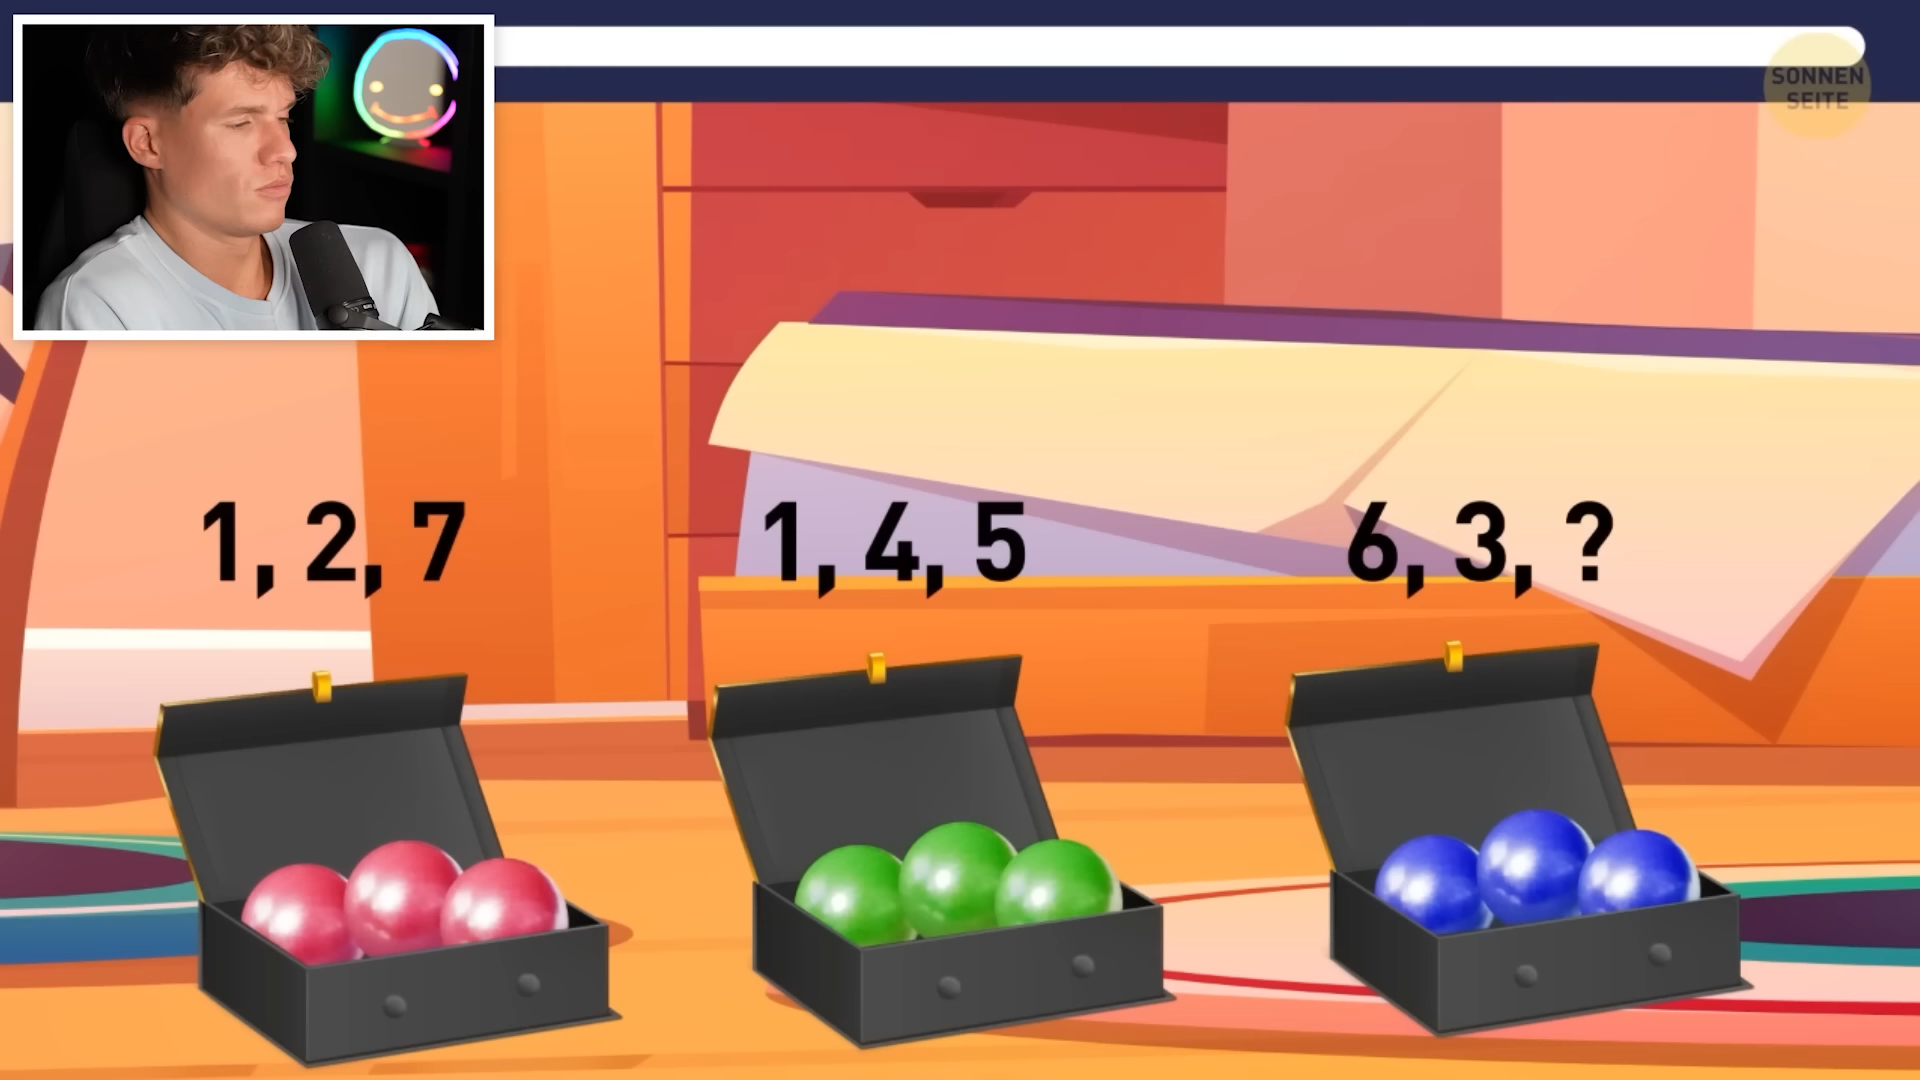 SONNEN
SEITE
1, 2, 7
1, 4, 5
6, 3, ?